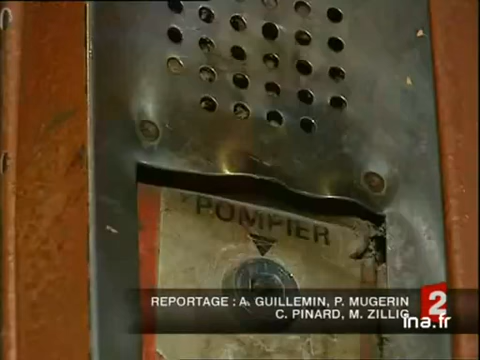 POMPIER
REPORTAGE : A. GUILLEMIN, P. MUGERIN
C. PINARD, M. ZILLIG
2
ina.fr